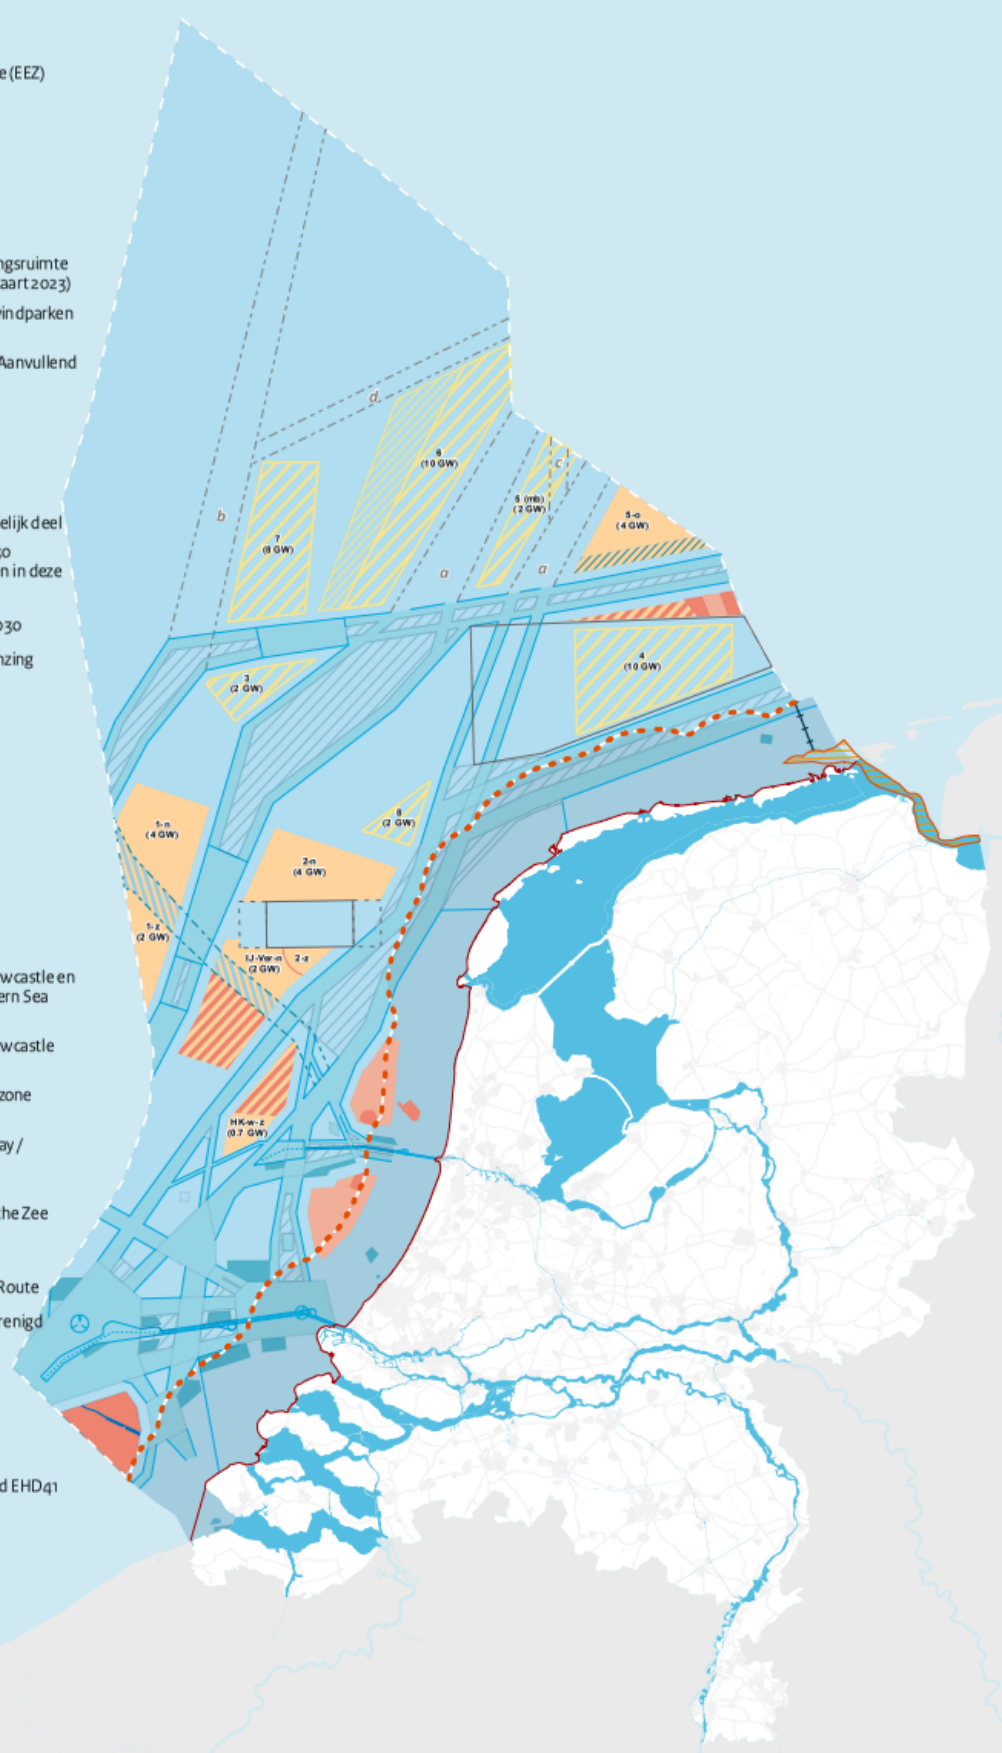 e (EEZ)
ngsruimte
aart 2023)
vindparken
Aanvullend
d
6
(10 GW)
c
5 (mb)
(2 GW)
5-o
(4 GW)
b
elijk deel
7
(8 GW)
50
n in deze
a
a
030
nzing
4
(10 GW)
3
(2 GW)
8
(2 GW)
1-n
(4 GW)
2-n
(4 GW)
1-z
(2 GW)
IJ-Ver-n
(2 GW)
2-z
wcastle en
ern Sea
wcastle
zone
HK-w-z
(0.7 GW)
ay /
che Zee
Route
renigd
d EHD41